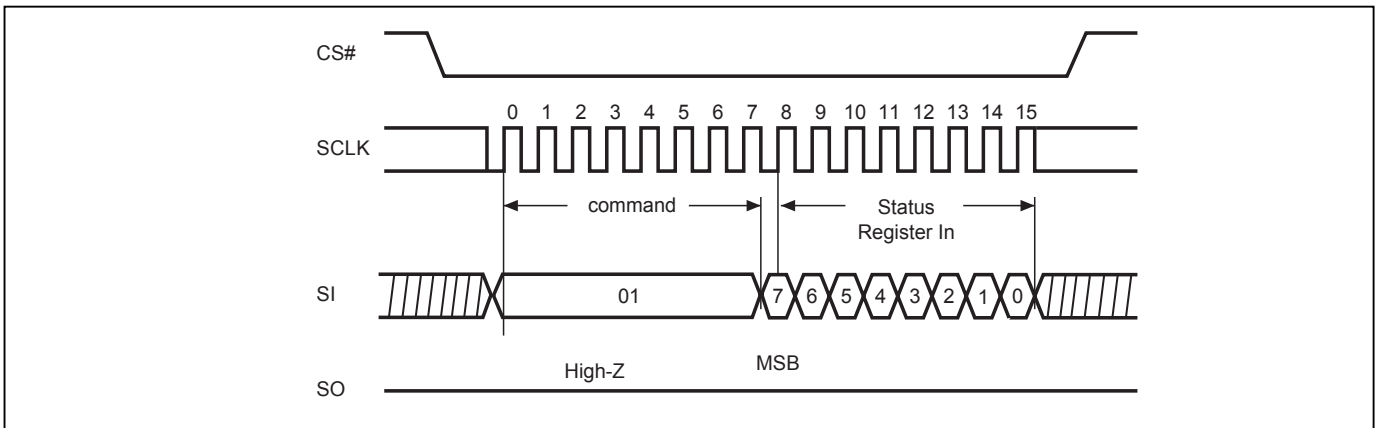 CS#
0 1 2 3 4 5 6 7 8 9 10 11 12 13 14 15
SCLK
command
Status
Register In
SI
01
7 6 5 4 3 2 1 0
High-Z
MSB
SO